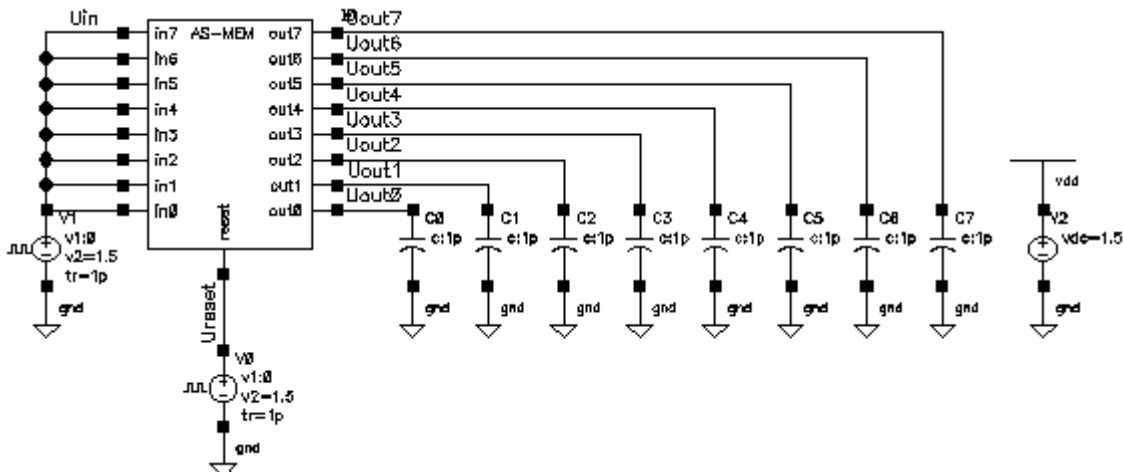 Uin
in7 AS-MEM out7 Uout7
in6 out6 Uout6
in5 out5 Uout5
in4 out4 Uout4
in3 out3 Uout3
in2 out2 Uout2
in1 out1 Uout1
in0 out0 Uout0
reset
V1
v1:0
v2=1.5
tr=1p
gnd
Ureset
V0
v1:0
v2=1.5
tr=1p
gnd
C0 C1 C2 C3 C4 C5 C6 C7
c:1p c:1p c:1p c:1p c:1p c:1p c:1p c:1p
gnd gnd gnd gnd gnd gnd gnd gnd
vdd
V2
vdc=1.5
gnd